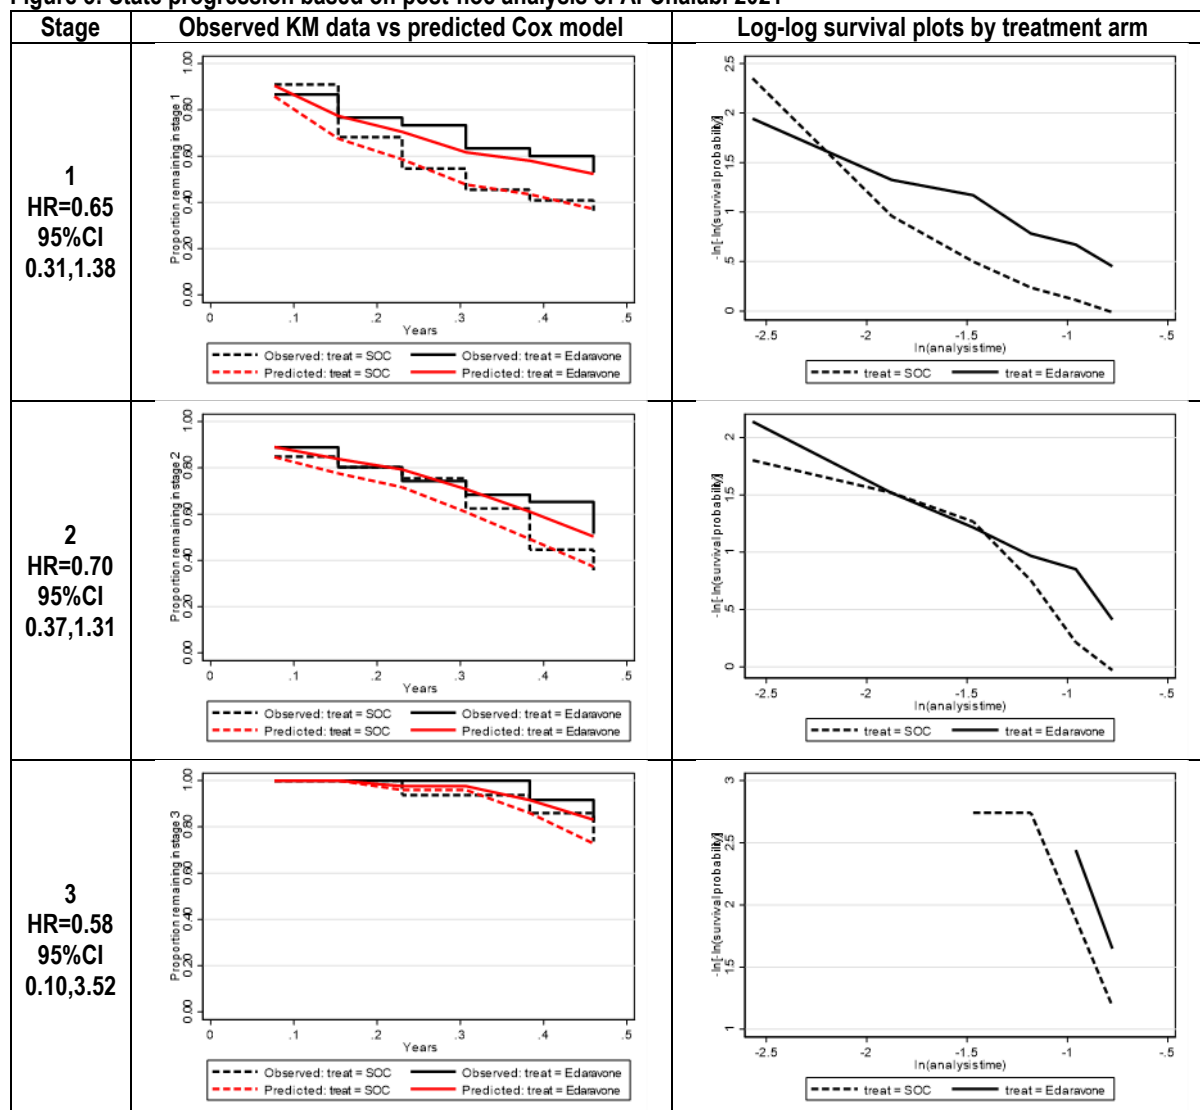 Stage Observed KM data vs predicted Cox model Log-log survival plots by treatment arm
1
HR=0.65
95%CI
0.31,1.38
Proportion remaining in stage 1
1.00
0.80
0.60
0.40
0.20
0.00
0 .1 .2 .3 .4 .5
Years
Observed: treat = SOC Observed: treat = Edaravone
Predicted: treat = SOC Predicted: treat = Edaravone
-ln[-ln(survival probability)]
2.5
2
1.5
1
.5
0
-2.5 -2 -1.5 -1 -.5
ln(analysis time)
treat = SOC treat = Edaravone
2
HR=0.70
95%CI
0.37,1.31
Proportion remaining in stage 2
1.00
0.80
0.60
0.40
0.20
0.00
0 .1 .2 .3 .4 .5
Years
Observed: treat = SOC Observed: treat = Edaravone
Predicted: treat = SOC Predicted: treat = Edaravone
-ln[-ln(survival probability)]
2
1.5
1
.5
0
-2.5 -2 -1.5 -1 -.5
ln(analysis time)
treat = SOC treat = Edaravone
3
HR=0.58
95%CI
0.10,3.52
Proportion remaining in stage 3
1.00
0.80
0.60
0.40
0.20
0.00
0 .1 .2 .3 .4 .5
Years
Observed: treat = SOC Observed: treat = Edaravone
Predicted: treat = SOC Predicted: treat = Edaravone
-ln[-ln(survival probability)]
3
2.5
2
1.5
1
-2.5 -2 -1.5 -1 -.5
ln(analysis time)
treat = SOC treat = Edaravone